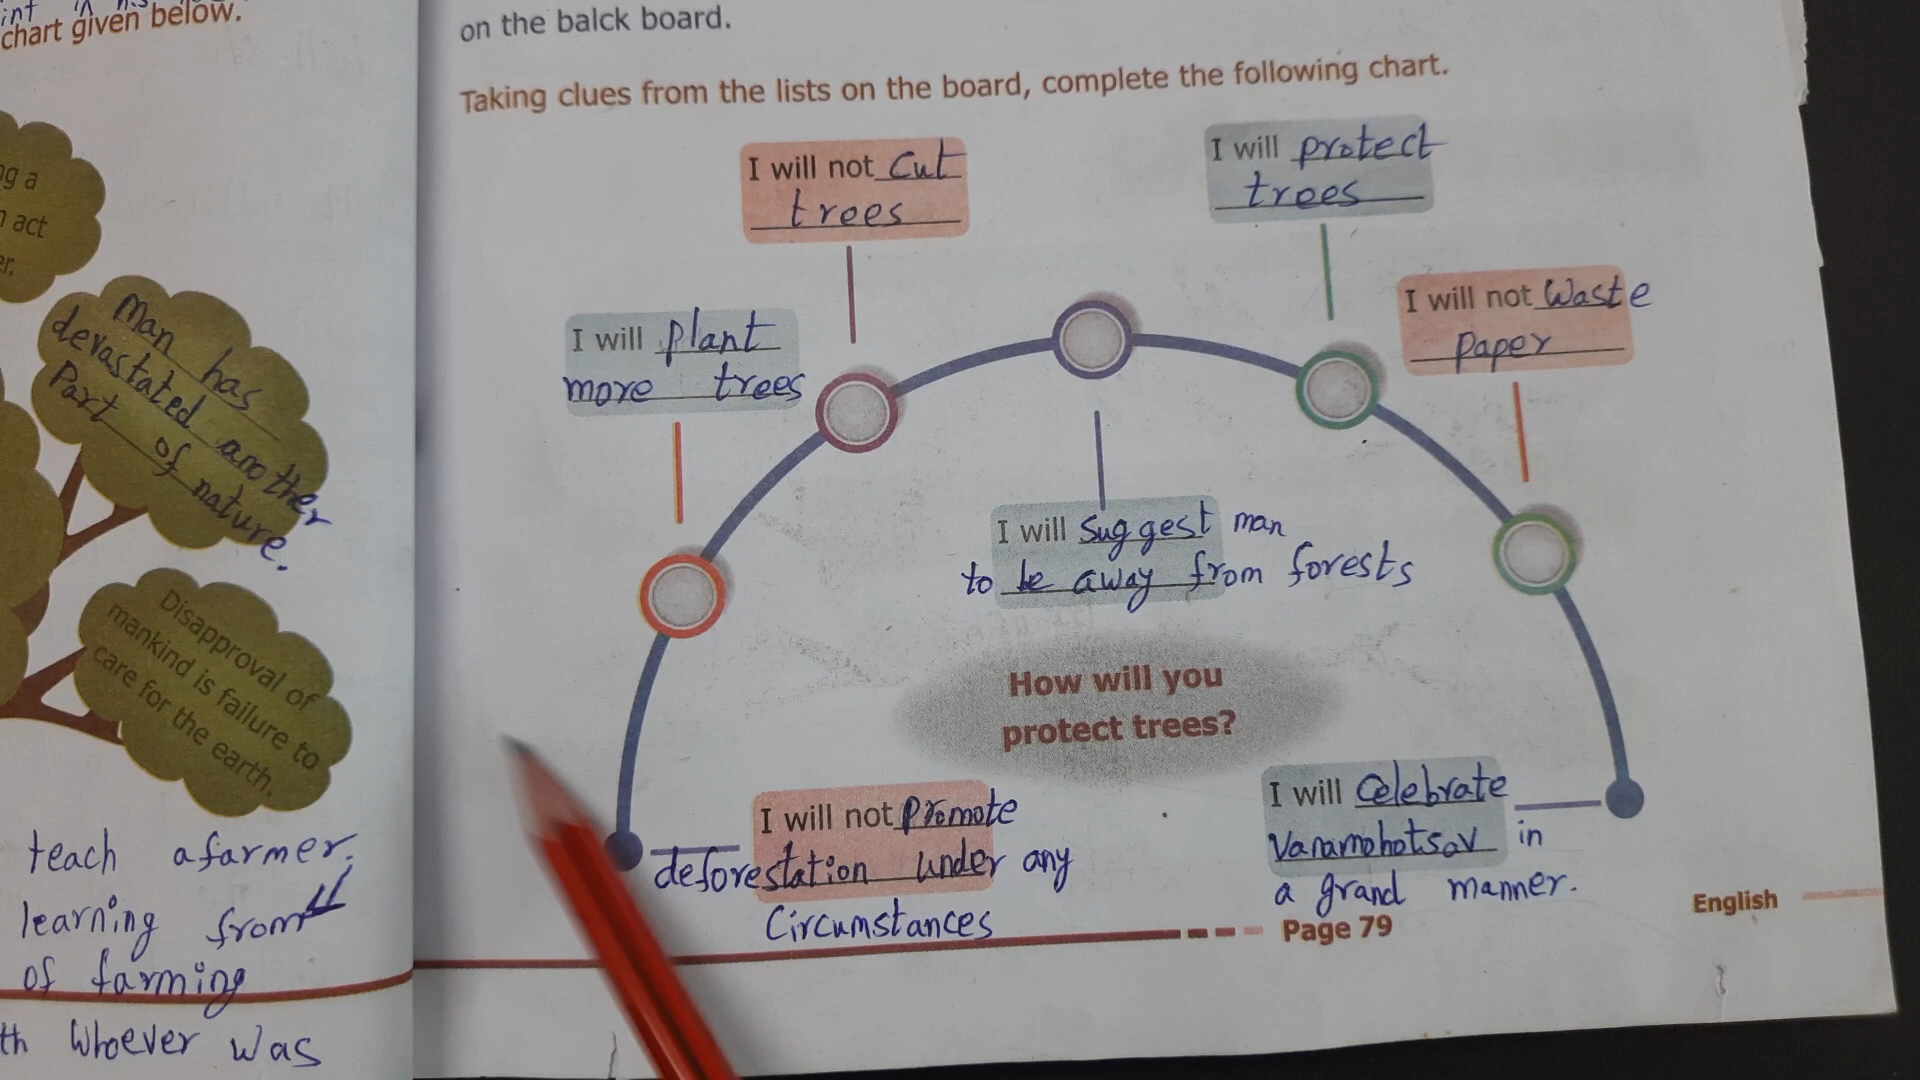 int in
chart given below.
g a
act
er.
Man has
devastated another
Part of nature.
Disapproval of
mankind is failure to
care for the earth.
teach a farmer.
learning from
of farming
th Whoever was
on the balck board.
Taking clues from the lists on the board, complete the following chart.
I will not Cut
trees
I will protect
trees
I will plant
more trees
I will not Waste
Paper
I will Suggest man
to be away from forests
How will you
protect trees?
I will not Promote
deforestation under any
Circumstances
I will Celebrate
Vanamohotsav in
a grand manner.
Page 79
English